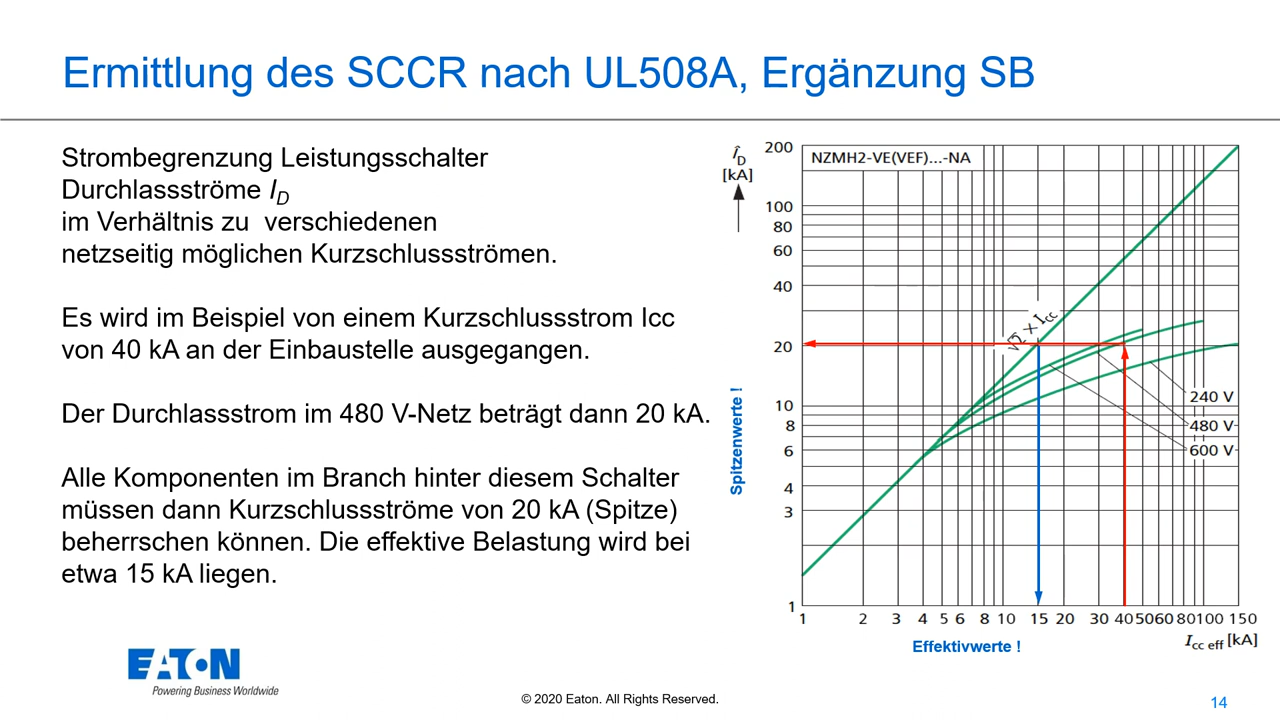 Ermittlung des SCCR nach UL508A, Ergänzung SB
Strombegrenzung Leistungsschalter
Durchlassströme I_D
im Verhältnis zu verschiedenen
netzseitig möglichen Kurzschlussströmen.
Es wird im Beispiel von einem Kurzschlussstrom Icc
von 40 kA an der Einbaustelle ausgegangen.
Der Durchlassstrom im 480 V-Netz beträgt dann 20 kA.
Alle Komponenten im Branch hinter diesem Schalter
müssen dann Kurzschlussströme von 20 kA (Spitze)
beherrschen können. Die effektive Belastung wird bei
etwa 15 kA liegen.
Î_D
[kA]
Spitzenwerte !
NZMH2-VE(VEF)...-NA
200
100
80
60
40
20
10
8
6
4
3
1
√2 × I_cc
240 V
480 V
600 V
1 2 3 4 5 6 8 10 15 20 30 40 50 60 80 100 150
Effektivwerte !
I_cc eff [kA]
EATON
Powering Business Worldwide
© 2020 Eaton. All Rights Reserved.
14